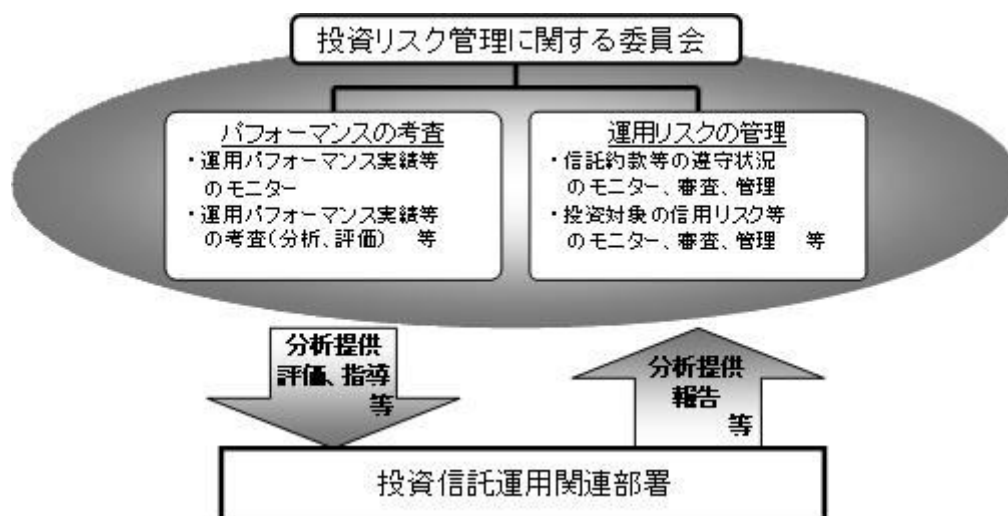 投資リスク管理に関する委員会
パフォーマンスの考査
・運用パフォーマンス実績等
のモニター
・運用パフォーマンス実績等
の考査(分析、評価) 等
運用リスクの管理
・信託約款等の遵守状況
のモニター、審査、管理
・投資対象の信用リスク等
のモニター、審査、管理 等
分析提供
評価、指導
等
分析提供
報告
等
投資信託運用関連部署